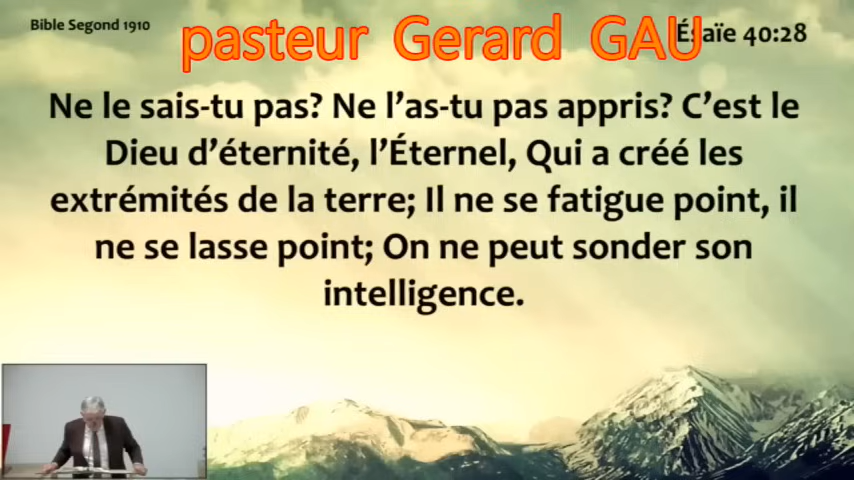 Bible Segond 1910
pasteur Gerard GAU
Ésaïe 40:28
Ne le sais-tu pas? Ne l’as-tu pas appris? C’est le
Dieu d’éternité, l’Éternel, Qui a créé les
extrémités de la terre; Il ne se fatigue point, il
ne se lasse point; On ne peut sonder son
intelligence.